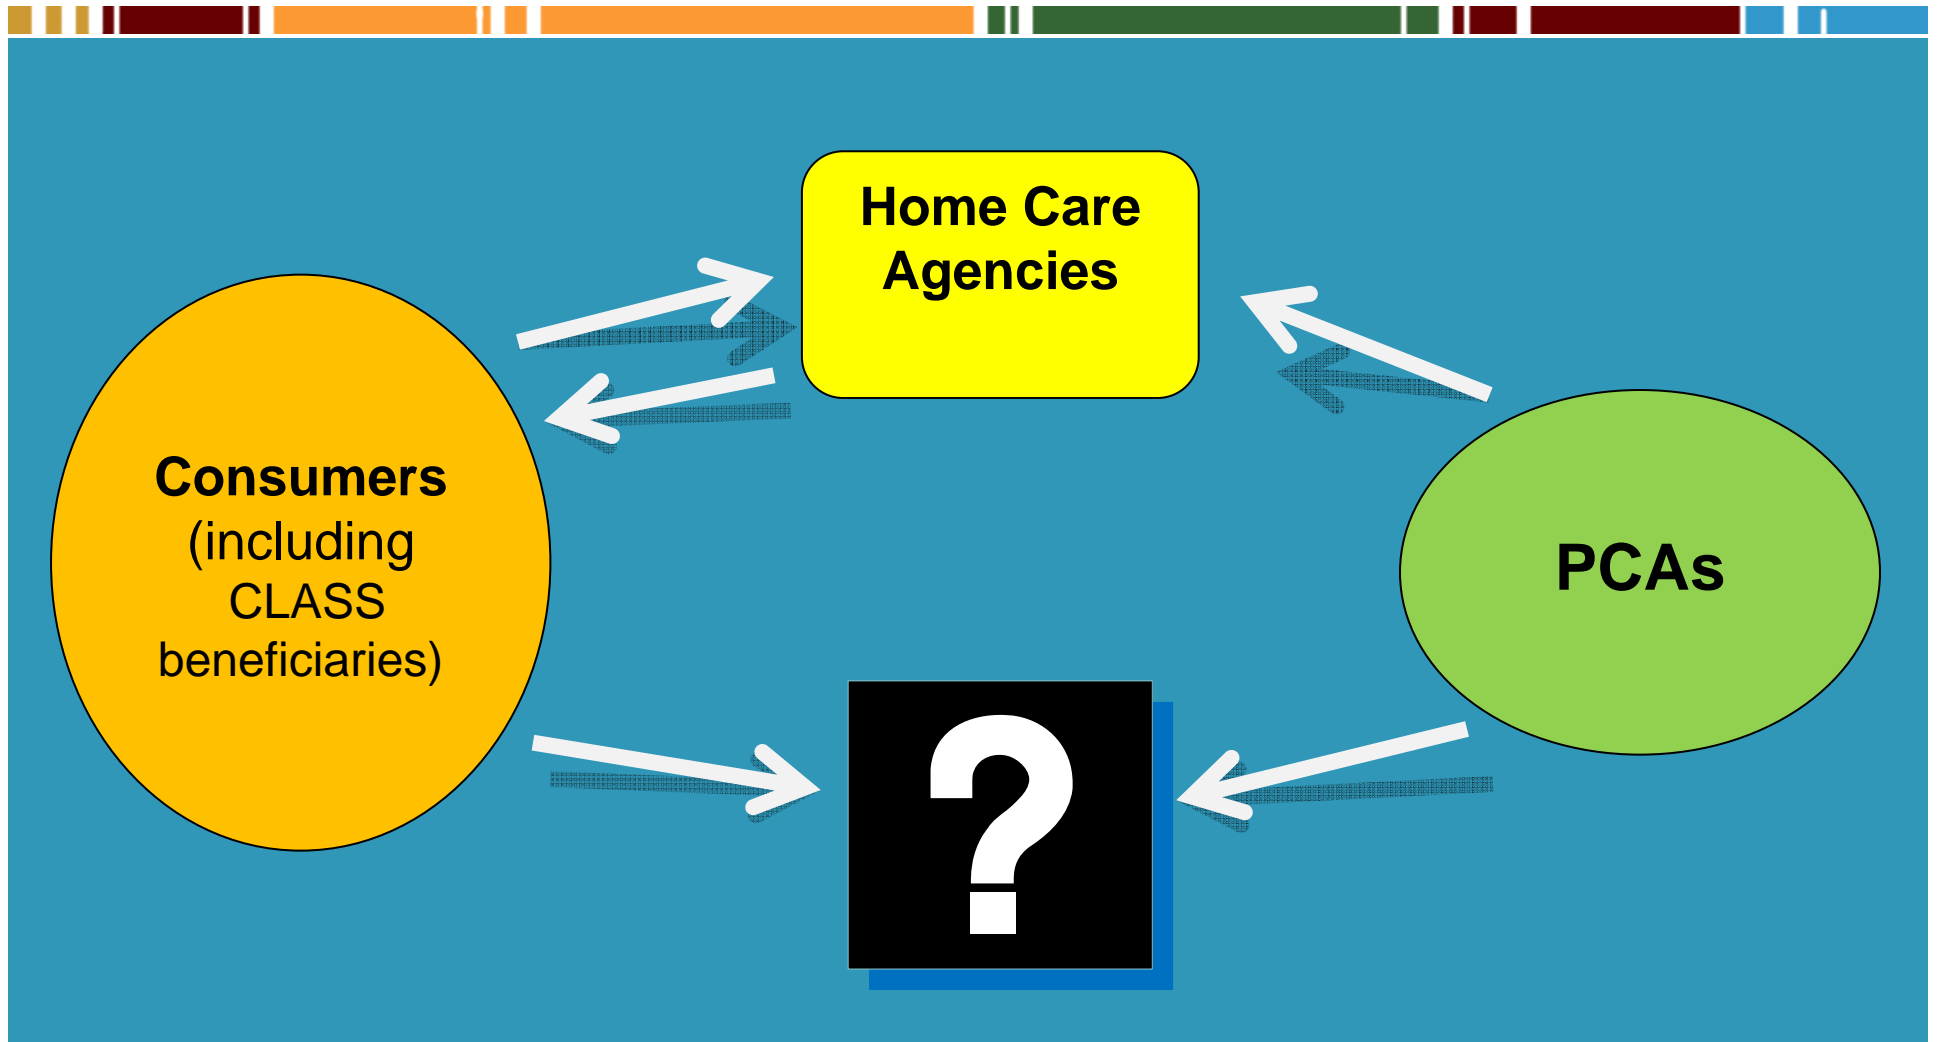 Home Care
Agencies
Consumers
(including
CLASS
beneficiaries)
PCAs
?